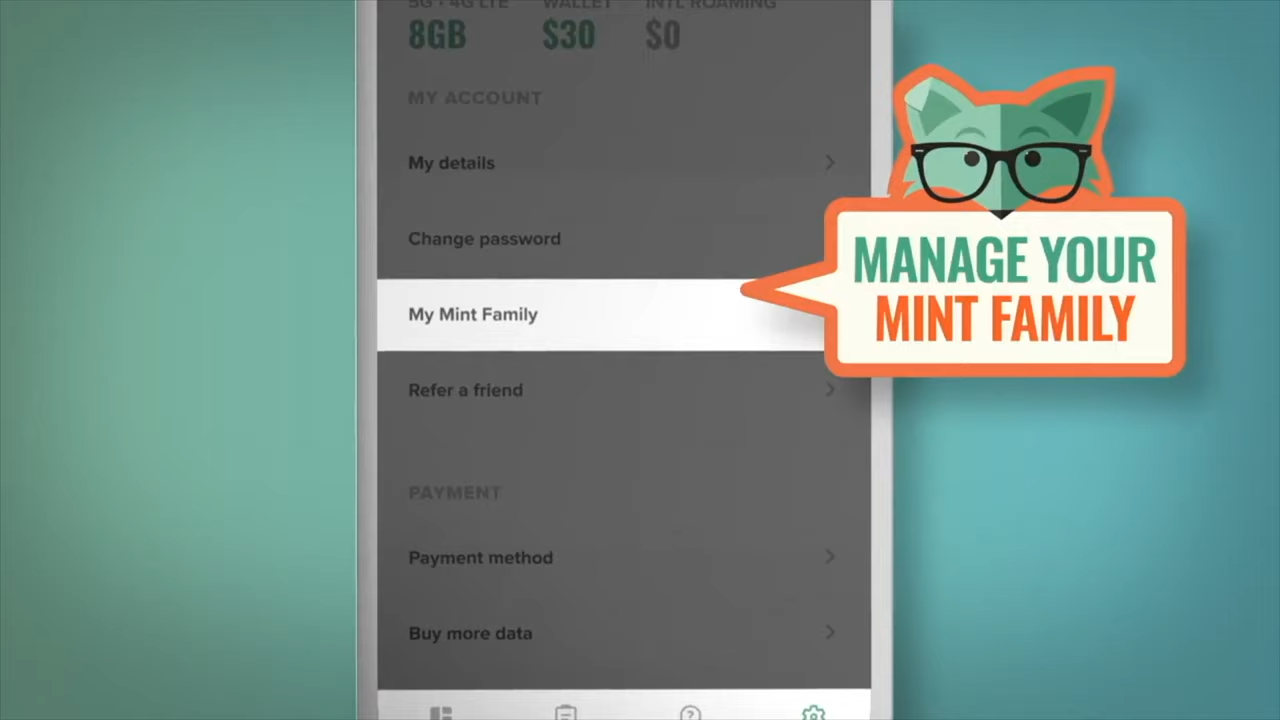 5G • 4G LTE WALLET INTL ROAMING
8GB $30 $0
MY ACCOUNT
My details
Change password
My Mint Family
Refer a friend
PAYMENT
Payment method
Buy more data
MANAGE YOUR
MINT FAMILY